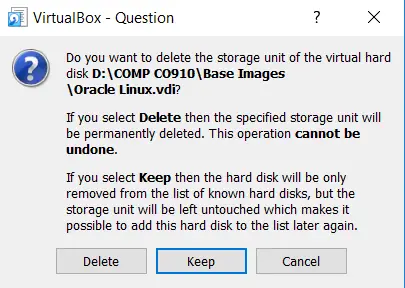 VirtualBox - Question
Do you want to delete the storage unit of the virtual hard
disk D:\COMP CO910\Base Images
\Oracle Linux.vdi?
If you select Delete then the specified storage unit will
be permanently deleted. This operation cannot be
undone.
If you select Keep then the hard disk will be only
removed from the list of known hard disks, but the
storage unit will be left untouched which makes it
possible to add this hard disk to the list later again.
Delete Keep Cancel